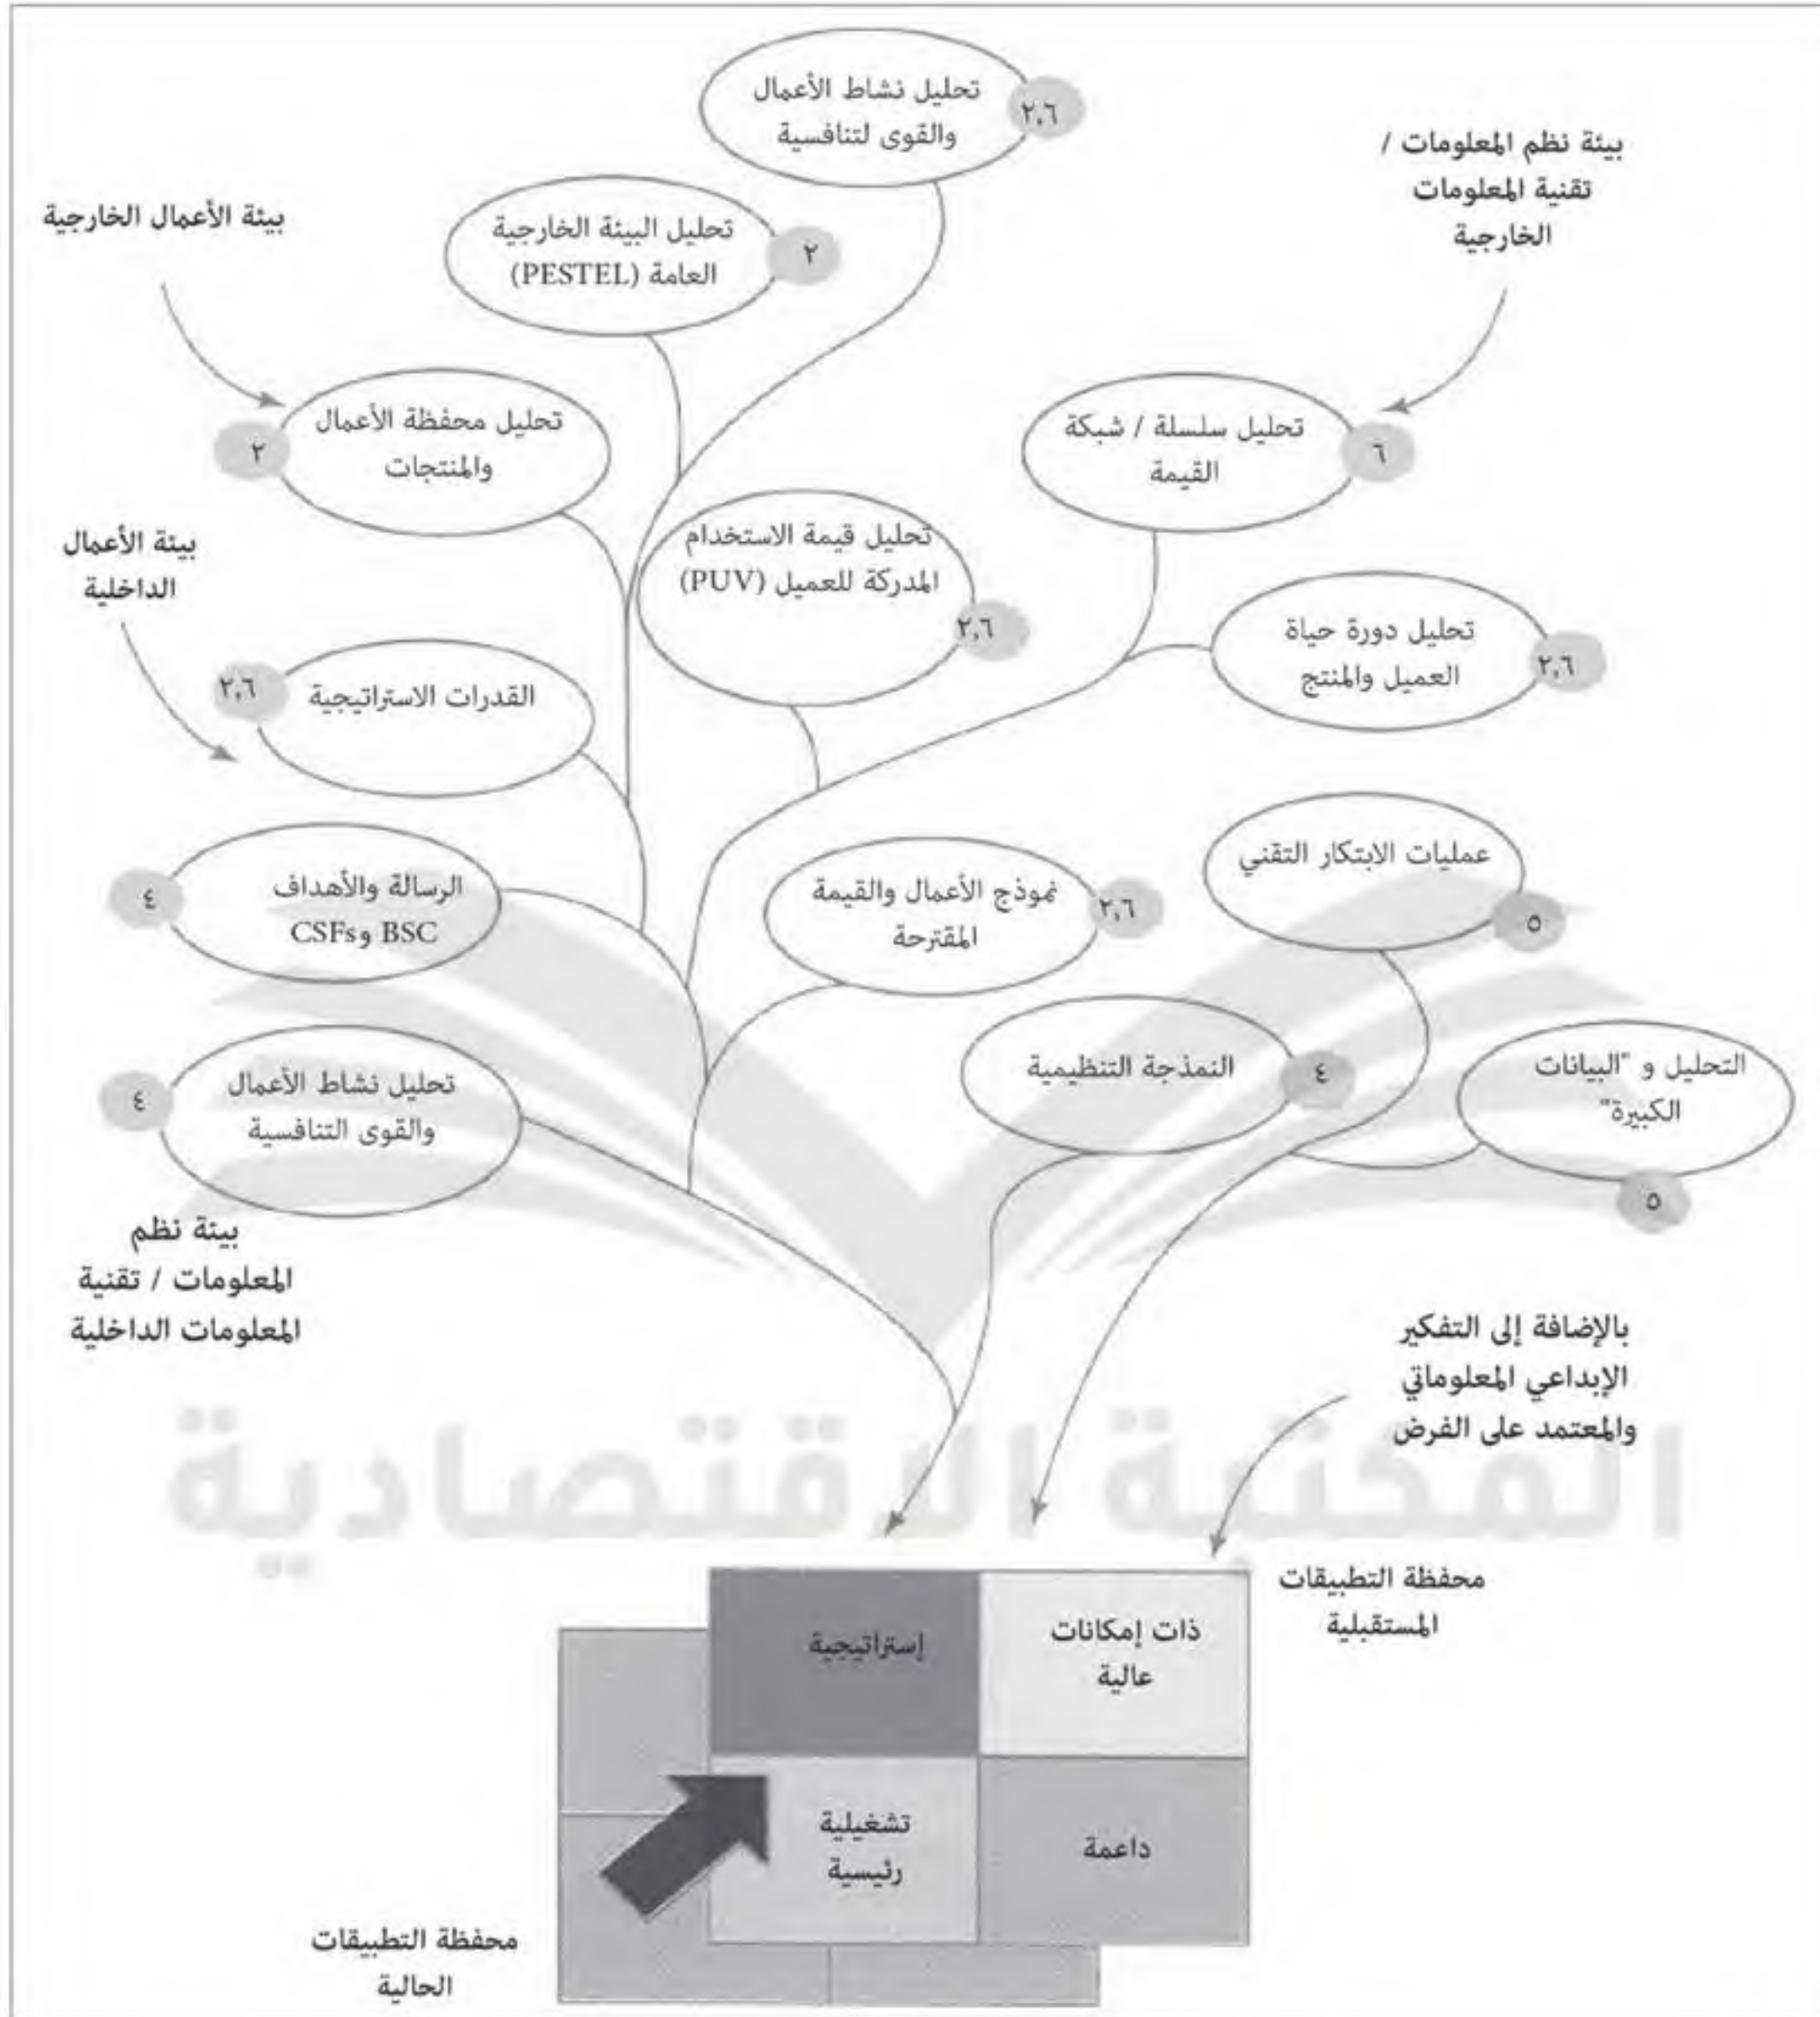 تحليل نشاط الأعمال
والقوى لتنافسية
٢,٦
بيئة نظم المعلومات /
تقنية المعلومات
الخارجية
بيئة الأعمال الخارجية
تحليل البيئة الخارجية
العامة (PESTEL)
٢
تحليل محفظة الأعمال
والمنتجات
٢
تحليل سلسلة / شبكة
القيمة
٦
بيئة الأعمال
الداخلية
تحليل قيمة الاستخدام
المدركة للعميل (PUV)
٢,٦
تحليل دورة حياة
العميل والمنتج
٢,٦
القدرات الاستراتيجية
٢,٦
الرسالة والأهداف
BSC وCSFs
٤
نموذج الأعمال والقيمة
المقترحة
٢,٦
عمليات الابتكار التقني
٥
تحليل نشاط الأعمال
والقوى التنافسية
٤
النمذجة التنظيمية
٤
التحليل و "البيانات
الكبيرة"
٥
بيئة نظم
المعلومات / تقنية
المعلومات الداخلية
بالإضافة إلى التفكير
الإبداعي المعلوماتي
والمعتمد على الفرض
المكتبة الاقتصادية
محفظة التطبيقات
المستقبلية
ذات إمكانات
عالية
إستراتيجية
تشغيلية
رئيسية
داعمة
محفظة التطبيقات
الحالية